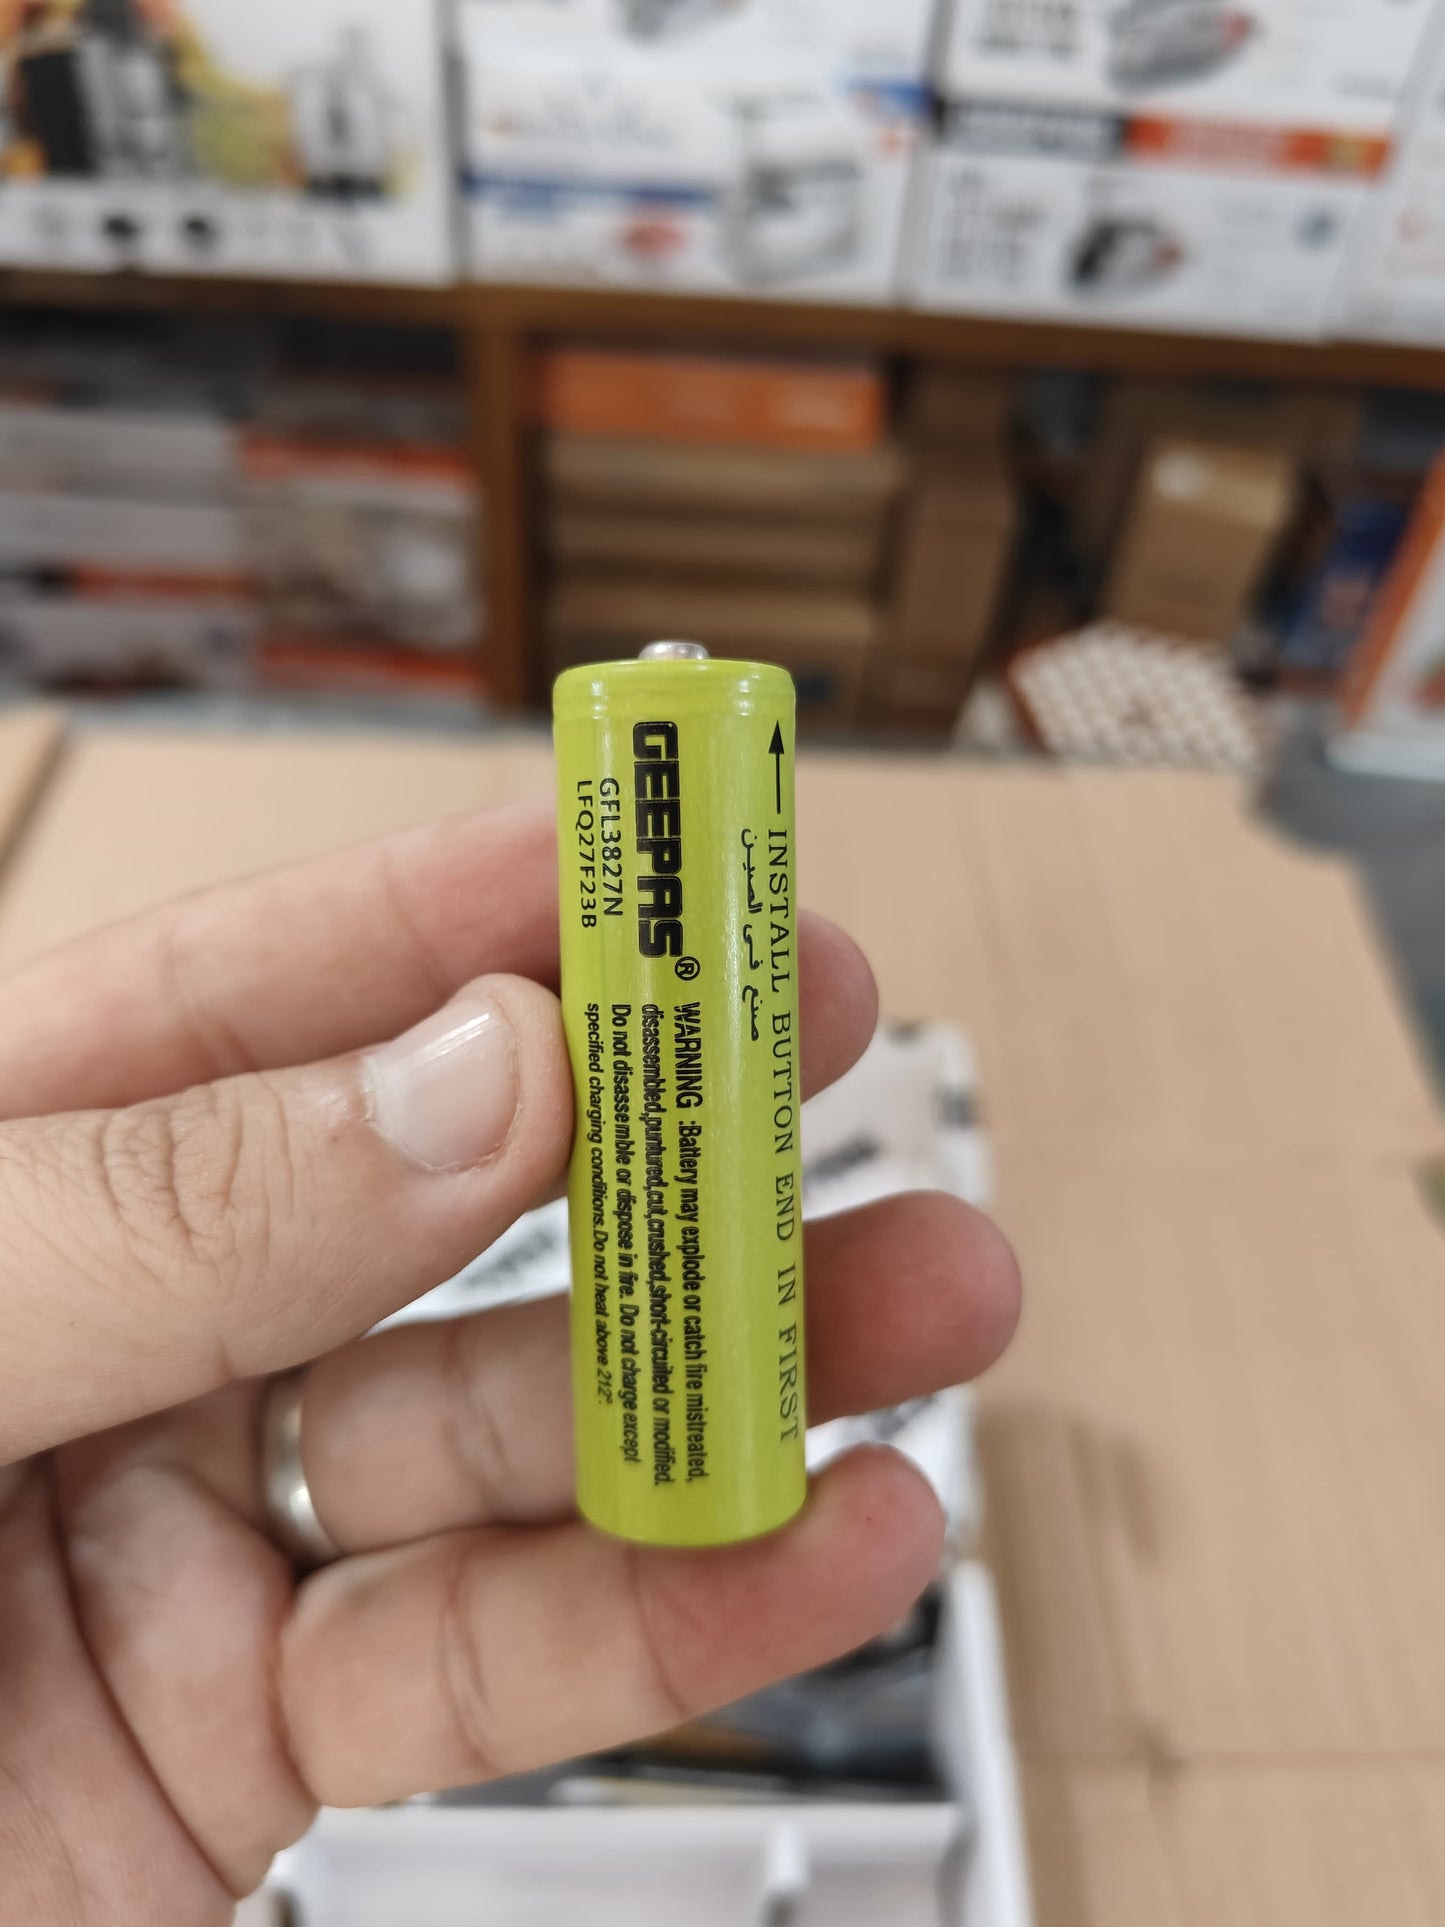 INSTALL BUTTON END IN FIRST
صنع في الصين
GEEPAS®
GFL3827N
LFQ27F23B
WARNING :Battery may explode or catch fire mistreated,
disassembled,puntured,cut,crushed,short-circuited or modified.
Do not disassemble or dispose in fire. Do not charge except
specified charging conditions.Do not heat above 212°.